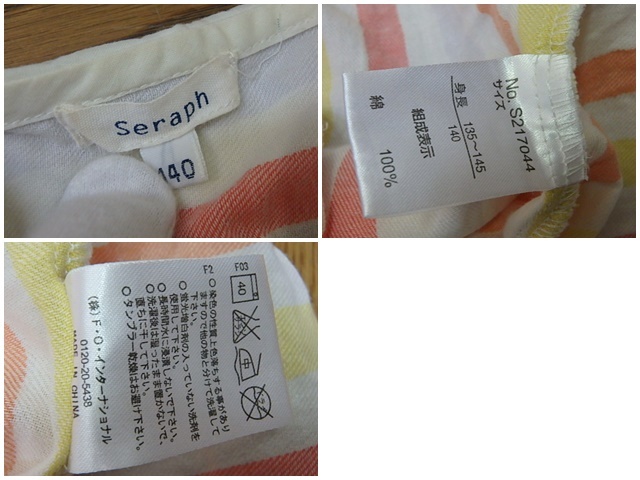 Seraph
140
No. S217044
サイズ
身長 135〜145
140
組成表示
綿 100%
F03
40
中
F2
○ 染色の性質上色落ちする事があり
ますので他の物と分けて洗濯して
下さい。
○ 蛍光増白剤の入っていない洗剤を
使用して下さい。
○ 長時間水に浸漬しないで下さい。
○ 洗濯後は湿ったまま置かないで、
直ちに干して下さい。
○ タンブラー乾燥はお避け下さい。
(株)F・O・インターナショナル
0120-20-5438
MADE IN CHINA